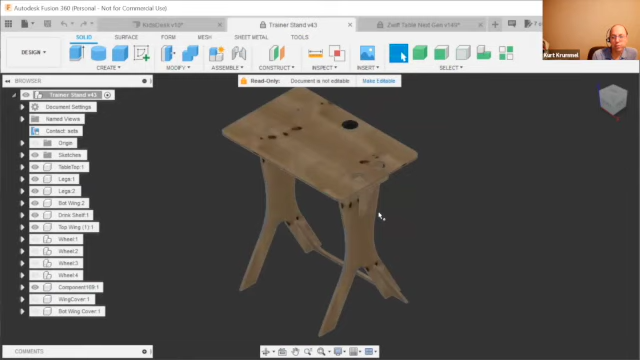 Autodesk Fusion 360 (Personal - Not for Commercial Use)
KidsDesk v10*
Trainer Stand v43
Zwift Table Next Gen v140*
SOLID
SURFACE
FORM
MESH
SHEET METAL
TOOLS
DESIGN
CREATE
MODIFY
ASSEMBLE
CONSTRUCT
INSPECT
INSERT
SELECT
Kurt Krummel
BROWSER
Read-Only: Document is not editable Make Editable
Trainer Stand v43
Document Settings
Named Views
Contact sets
Origin
Sketches
TableTop:1
Legs:1
Legs:2
Bot Wing 2
Drink Shelf:1
Top Wing (1):1
Wheel:1
Wheel:2
Wheel:3
Wheel:4
Component169:1
WingCover:1
Bot Wing Cover:1
COMMENTS